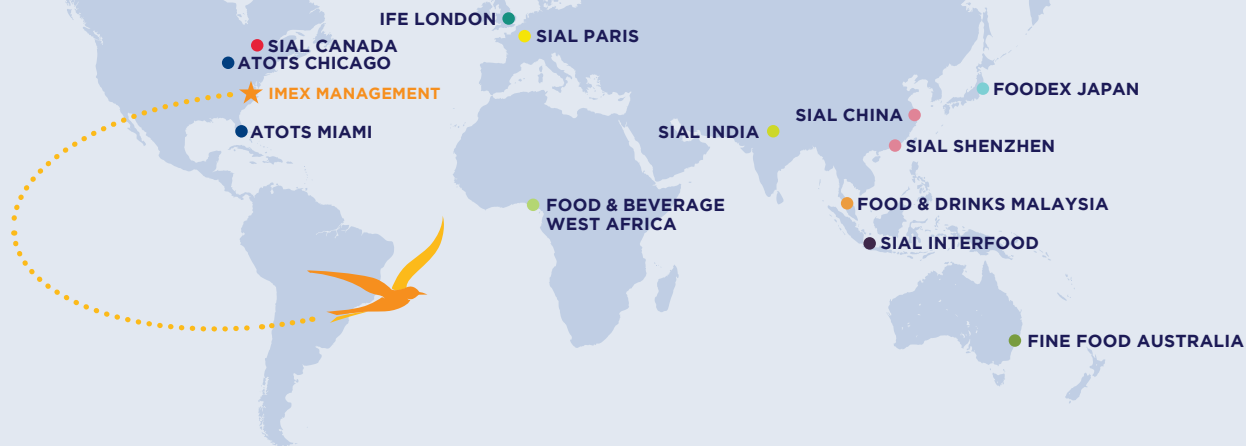 IFE LONDON
SIAL PARIS
SIAL CANADA
ATOTS CHICAGO
IMEX MANAGEMENT
FOODEX JAPAN
SIAL CHINA
ATOTS MIAMI
SIAL INDIA
SIAL SHENZHEN
FOOD & BEVERAGE
WEST AFRICA
FOOD & DRINKS MALAYSIA
SIAL INTERFOOD
FINE FOOD AUSTRALIA